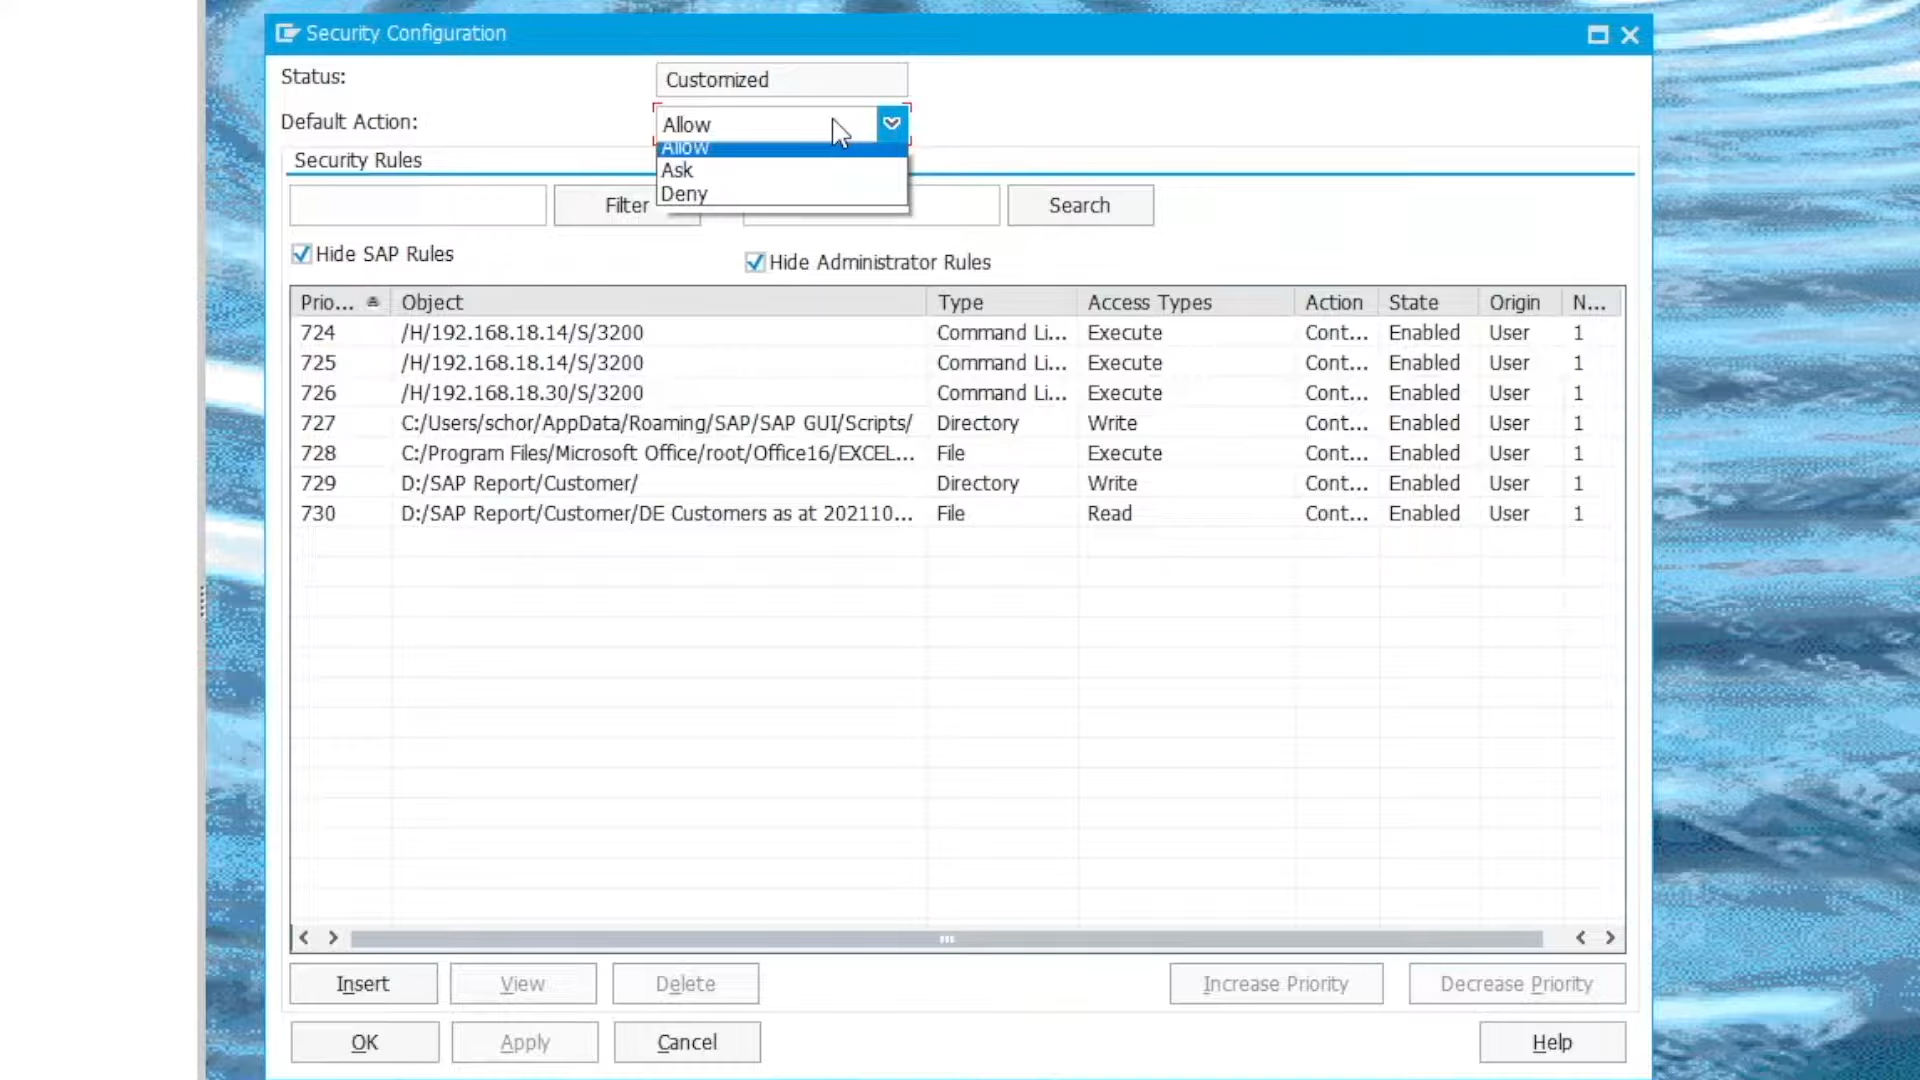 Security Configuration
Status:
Customized
Default Action:
Allow
Allow
Ask
Deny
Security Rules
Filter
Search
Hide SAP Rules
Hide Administrator Rules
Prio... Object Type Access Types Action State Origin N...
724 /H/192.168.18.14/S/3200 Command Li... Execute Cont... Enabled User 1
725 /H/192.168.18.14/S/3200 Command Li... Execute Cont... Enabled User 1
726 /H/192.168.18.30/S/3200 Command Li... Execute Cont... Enabled User 1
727 C:/Users/schor/AppData/Roaming/SAP/SAP GUI/Scripts/ Directory Write Cont... Enabled User 1
728 C:/Program Files/Microsoft Office/root/Office16/EXCEL... File Execute Cont... Enabled User 1
729 D:/SAP Report/Customer/ Directory Write Cont... Enabled User 1
730 D:/SAP Report/Customer/DE Customers as at 202110... File Read Cont... Enabled User 1
Insert View Delete Increase Priority Decrease Priority
OK Apply Cancel Help